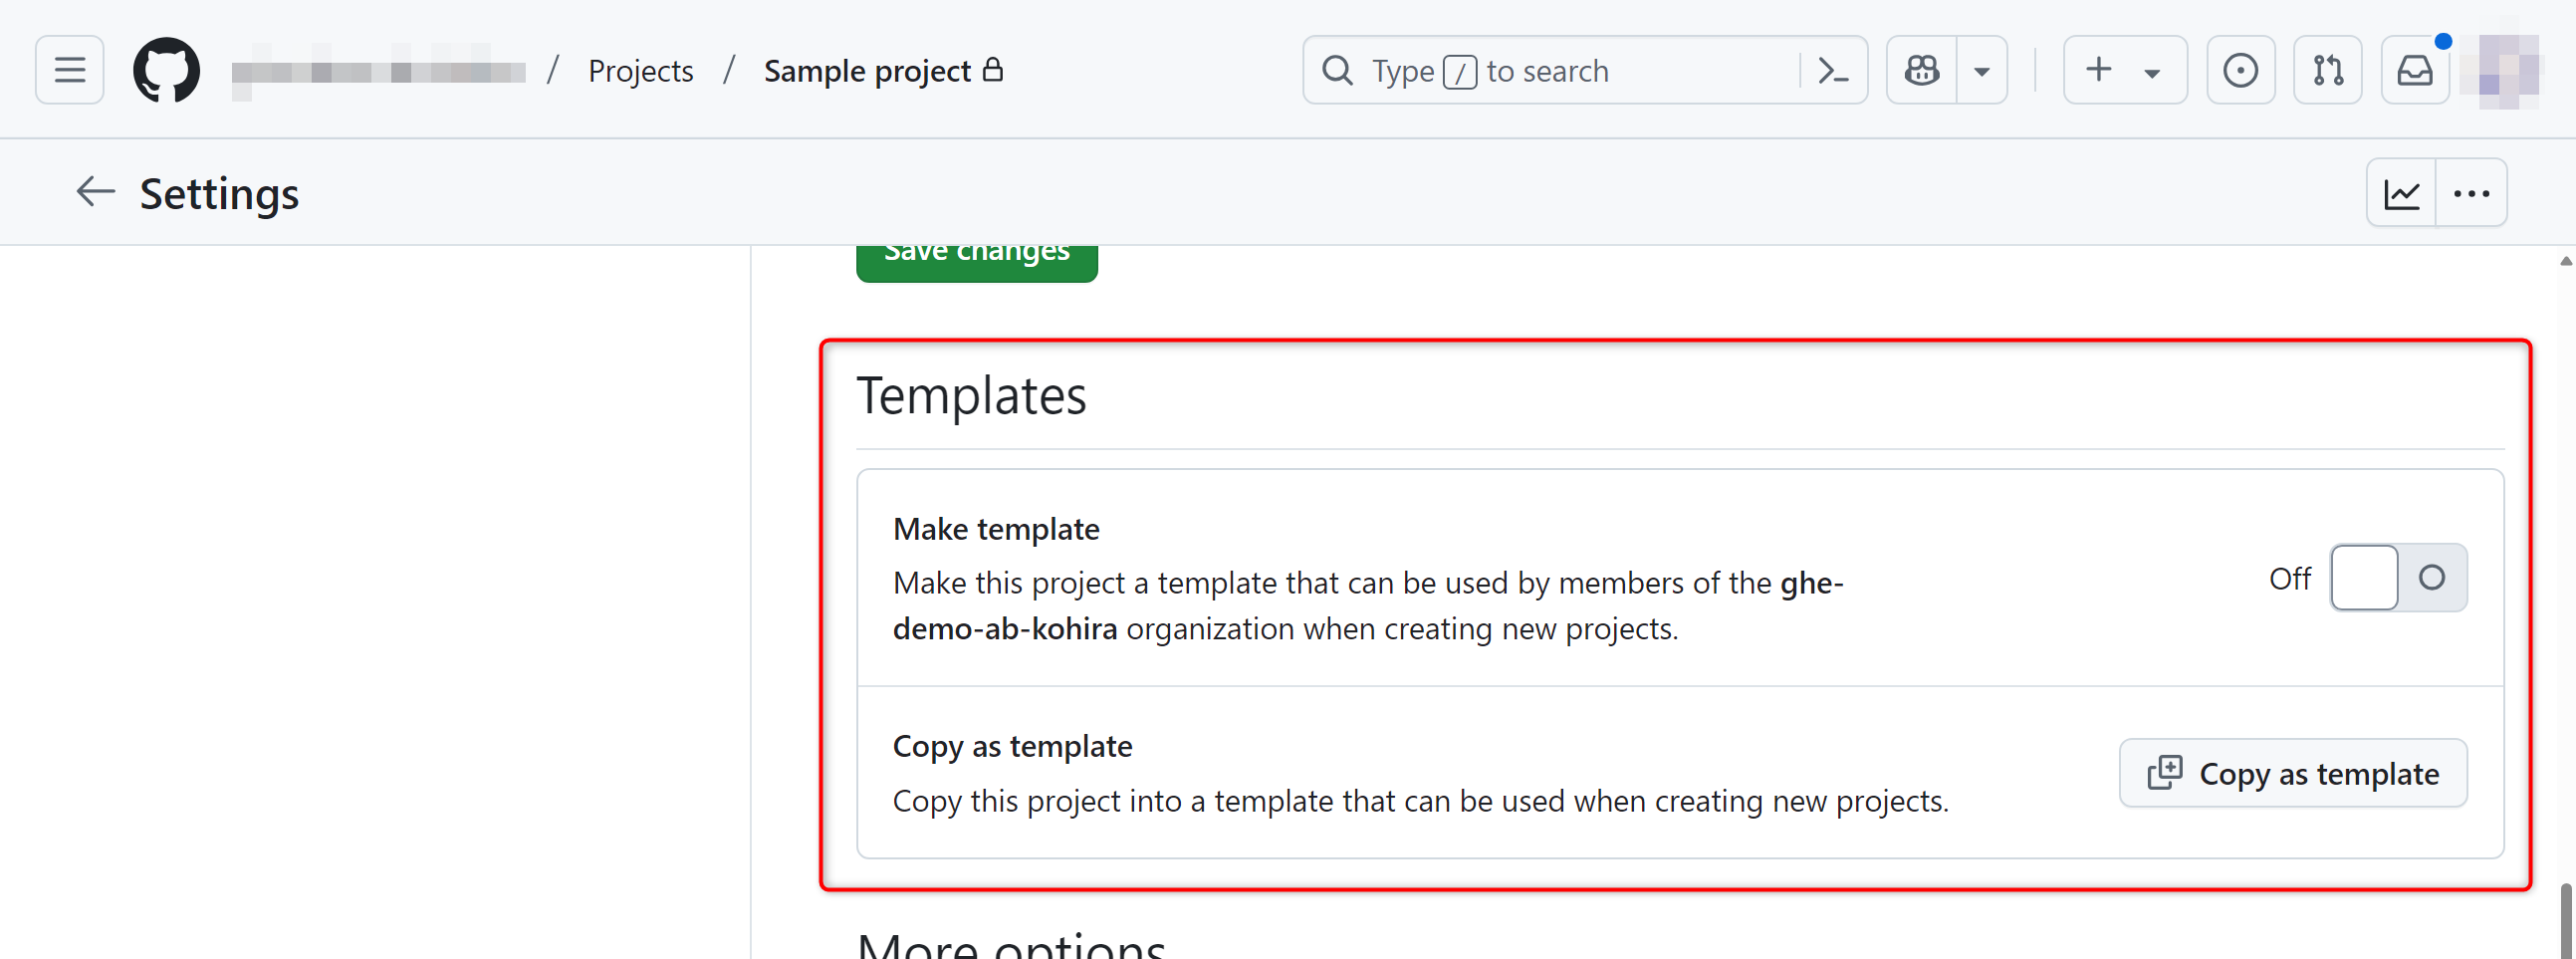 / Projects / Sample project
Type / to search
Settings
Save changes
Templates
Make template
Make this project a template that can be used by members of the ghe-
demo-ab-kohira organization when creating new projects.
Off
Copy as template
Copy this project into a template that can be used when creating new projects.
Copy as template
More options